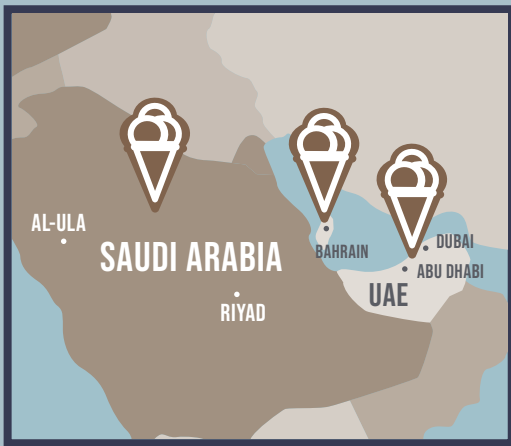 AL-ULA
SAUDI ARABIA
BAHRAIN
DUBAI
ABU DHABI
UAE
RIYAD